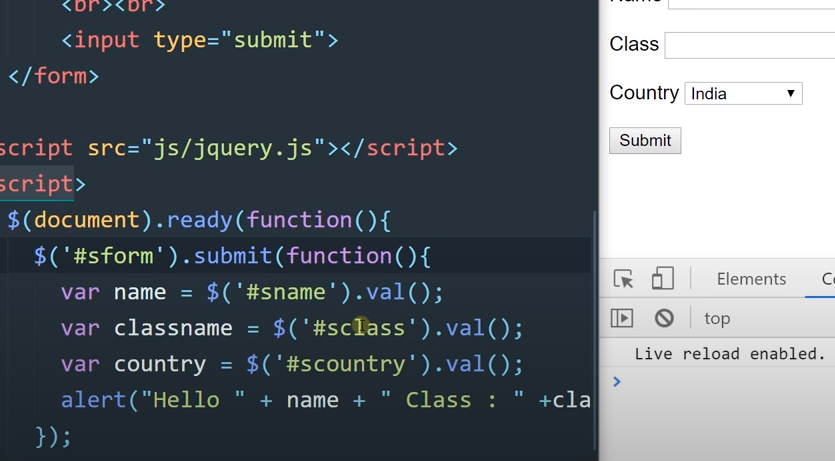 <br><br>
<input type="submit">
</form>
script src="js/jquery.js"></script>
script>
$(document).ready(function(){
$('#sform').submit(function(){
var name = $('#sname').val();
var classname = $('#sclass').val();
var country = $('#scountry').val();
alert("Hello " + name + " Class : " +cla
});
Name
Class
Country India
Submit
Elements Co
top
Live reload enabled.
>